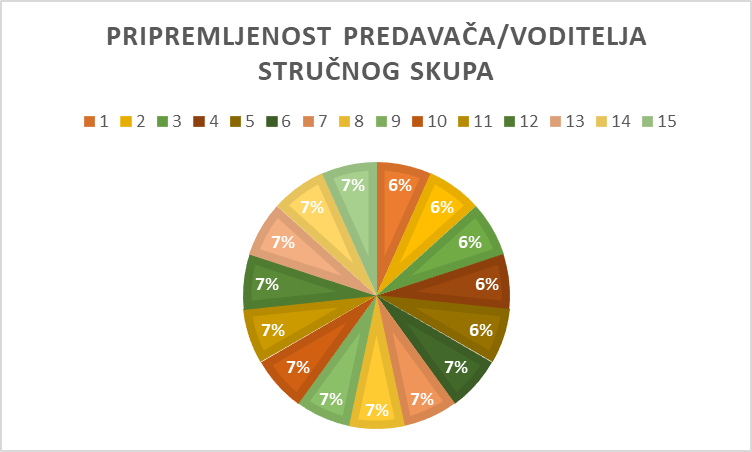 PRIPREMLJENOST PREDAVAČA/VODITELJA
STRUČNOG SKUPA
1 2 3 4 5 6 7 8 9 10 11 12 13 14 15
7% 6%
7% 6%
7% 6%
7% 6%
7% 6%
7% 7%
7% 7%
7%